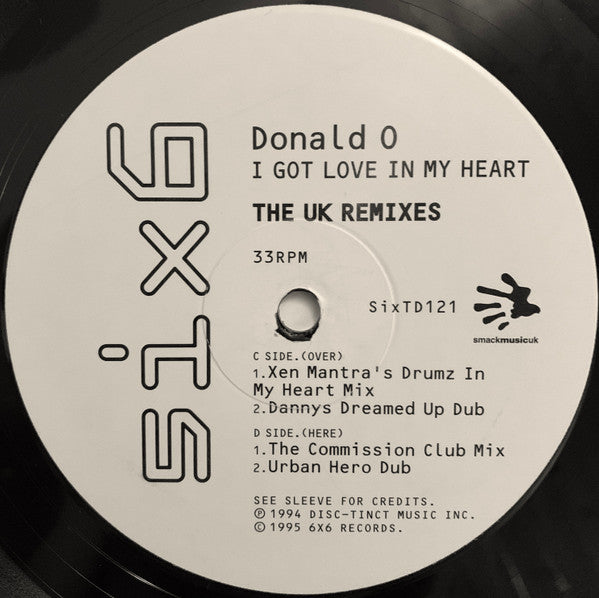 six6
Donald O
I GOT LOVE IN MY HEART
THE UK REMIXES
33RPM
SixTD121
smackmusicuk
C SIDE.(OVER)
1.Xen Mantra's Drumz In
My Heart Mix
2.Dannys Dreamed Up Dub
D SIDE.(HERE)
1.The Commission Club Mix
2.Urban Hero Dub
SEE SLEEVE FOR CREDITS.
℗ 1994 DISC-TINCT MUSIC INC.
© 1995 6X6 RECORDS.